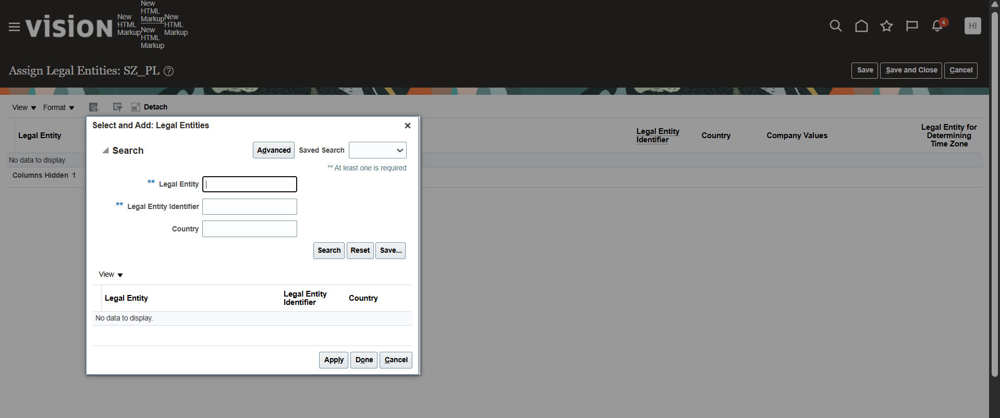 vision
New
HTML
Markup
New
HTML
Markup
New
HTML
Markup
New
HTML
Markup
4
HI
Assign Legal Entities: SZ_PL ?
Save
Save and Close
Cancel
View
Format
Detach
Legal Entity
Legal Entity
Identifier
Country
Company Values
Legal Entity for
Determining
Time Zone
No data to display.
Columns Hidden 1
Select and Add: Legal Entities
Search
Advanced
Saved Search
** At least one is required
** Legal Entity
** Legal Entity Identifier
Country
Search
Reset
Save...
View
Legal Entity
Legal Entity
Identifier
Country
No data to display.
Apply
Done
Cancel